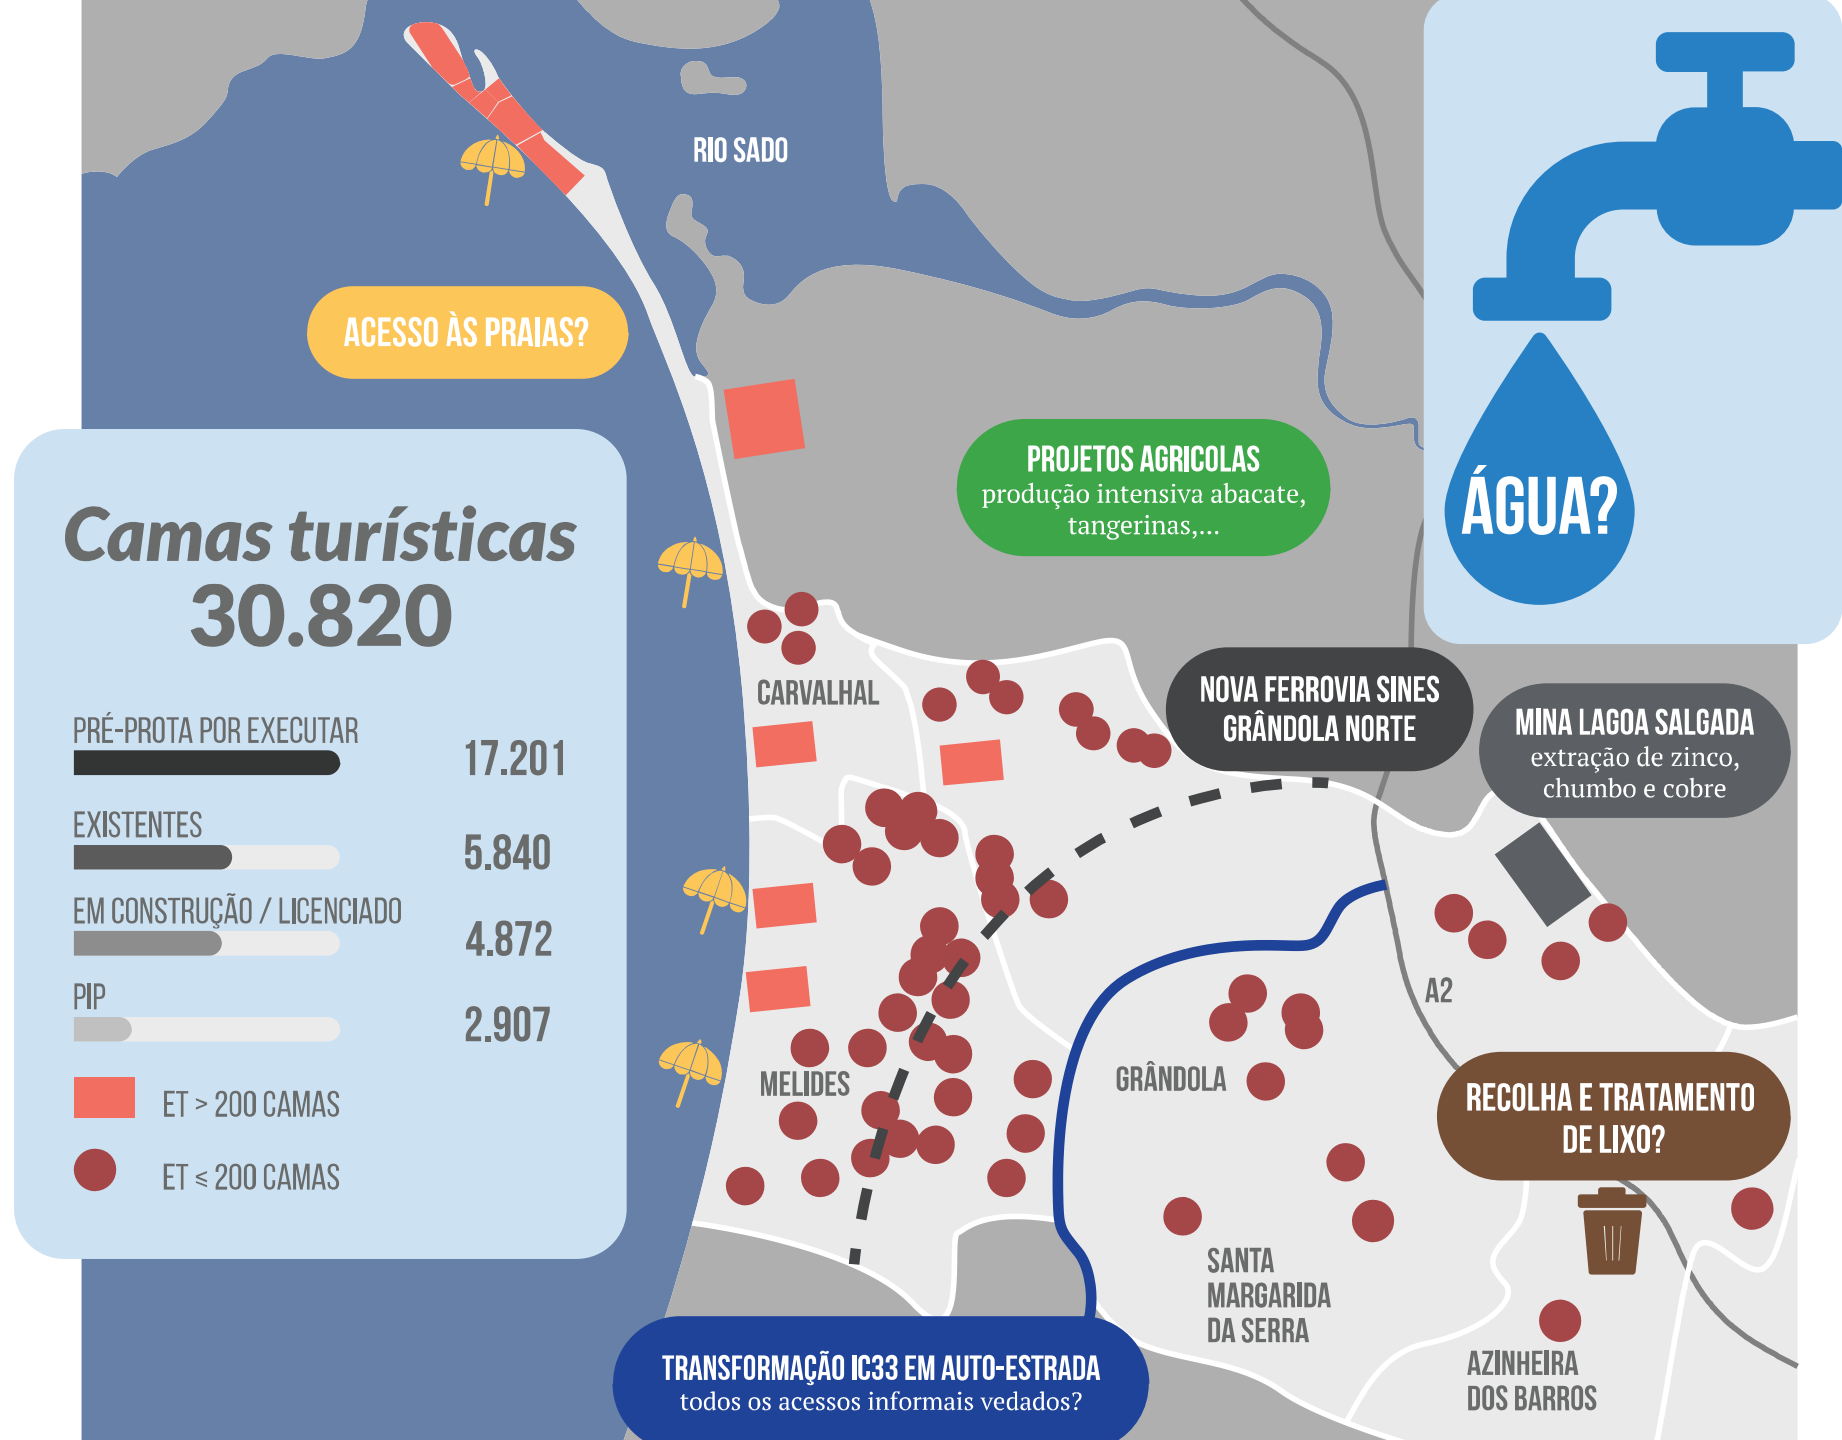 RIO SADO
ACESSO ÀS PRAIAS?
PROJETOS AGRICOLAS
produção intensiva abacate,
tangerinas,...
ÁGUA?
Camas turísticas
30.820
PRÉ-PROTA POR EXECUTAR
17.201
EXISTENTES
5.840
EM CONSTRUÇÃO / LICENCIADO
4.872
PIP
2.907
ET > 200 CAMAS
ET ≤ 200 CAMAS
CARVALHAL
NOVA FERROVIA SINES
GRÂNDOLA NORTE
MINA LAGOA SALGADA
extração de zinco,
chumbo e cobre
A2
MELIDES
GRÂNDOLA
RECOLHA E TRATAMENTO
DE LIXO?
SANTA
MARGARIDA
DA SERRA
AZINHEIRA
DOS BARROS
TRANSFORMAÇÃO IC33 EM AUTO-ESTRADA
todos os acessos informais vedados?